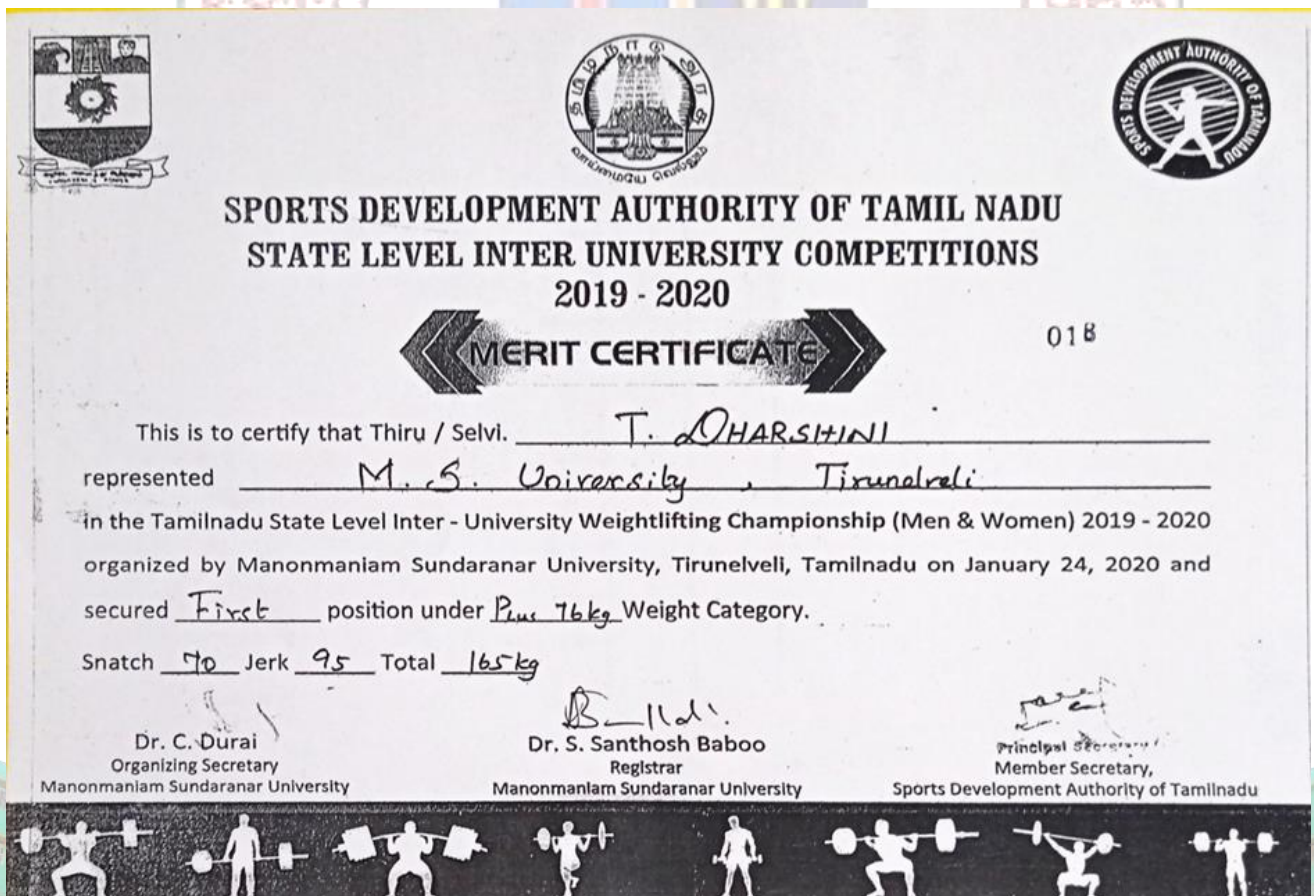 தமிழ்நாடு அரசு
வாய்மையே வெல்லும்
SPORTS DEVELOPMENT AUTHORITY OF TAMILNADU
SPORTS DEVELOPMENT AUTHORITY OF TAMIL NADU
STATE LEVEL INTER UNIVERSITY COMPETITIONS
2019 - 2020
MERIT CERTIFICATE
018
This is to certify that Thiru / Selvi. T. DHARSHINI
represented M. S. University, Tirunelveli
in the Tamilnadu State Level Inter - University Weightlifting Championship (Men & Women) 2019 - 2020
organized by Manonmaniam Sundaranar University, Tirunelveli, Tamilnadu on January 24, 2020 and
secured First position under Plus 76kg Weight Category.
Snatch 70 Jerk 95 Total 165kg
Dr. C. Durai
Organizing Secretary
Manonmaniam Sundaranar University
Dr. S. Santhosh Baboo
Registrar
Manonmaniam Sundaranar University
Principal Secretary
Member Secretary,
Sports Development Authority of Tamilnadu